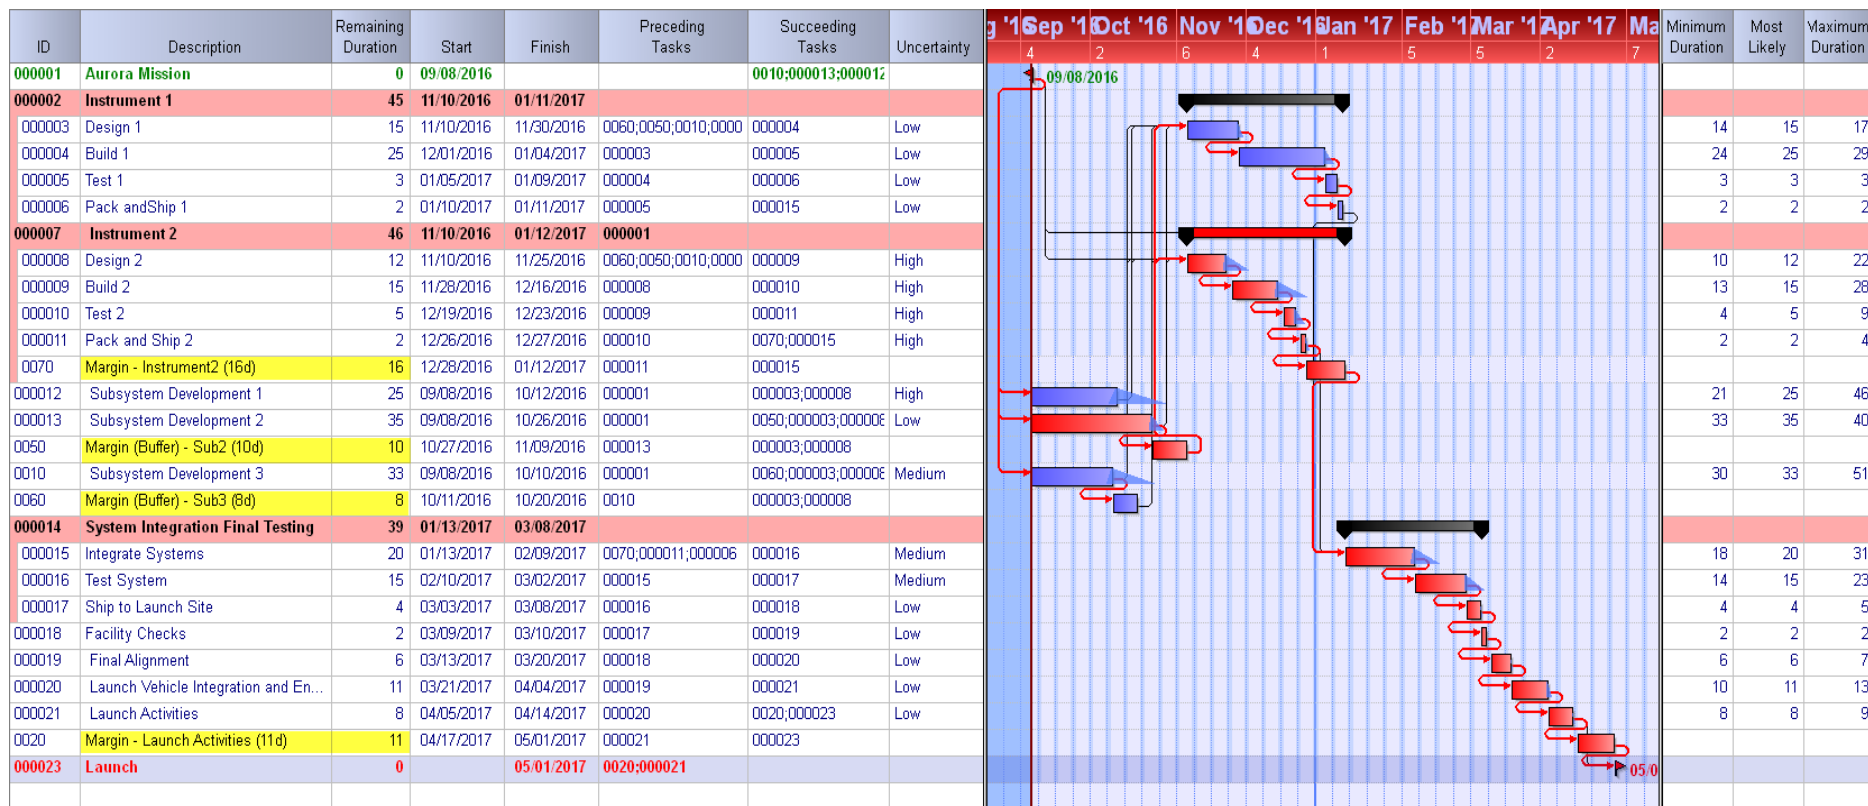 ID Description Remaining Duration Start Finish Preceding Tasks Succeeding Tasks Uncertainty '16 Sep '16 Oct '16 Nov '16 Dec '16 Jan '17 Feb '17 Mar '17 Apr '17 Ma Minimum Duration Most Likely Maximum Duration
4 2 6 4 1 5 5 2 7
000001 Aurora Mission 0 09/08/2016 0010;000013;000012 09/08/2016
000002 Instrument 1 45 11/10/2016 01/11/2017
000003 Design 1 15 11/10/2016 11/30/2016 0060;0050;0010;0000 000004 Low 14 15 17
000004 Build 1 25 12/01/2016 01/04/2017 000003 000005 Low 24 25 29
000005 Test 1 3 01/05/2017 01/09/2017 000004 000006 Low 3 3 3
000006 Pack andShip 1 2 01/10/2017 01/11/2017 000005 000015 Low 2 2 2
000007 Instrument 2 46 11/10/2016 01/12/2017 000001
000008 Design 2 12 11/10/2016 11/25/2016 0060;0050;0010;0000 000009 High 10 12 22
000009 Build 2 15 11/28/2016 12/16/2016 000008 000010 High 13 15 28
000010 Test 2 5 12/19/2016 12/23/2016 000009 000011 High 4 5 9
000011 Pack and Ship 2 2 12/26/2016 12/27/2016 000010 0070;000015 High 2 2 4
0070 Margin - Instrument2 (16d) 16 12/28/2016 01/12/2017 000011 000015
000012 Subsystem Development 1 25 09/08/2016 10/12/2016 000001 000003;000008 High 21 25 46
000013 Subsystem Development 2 35 09/08/2016 10/26/2016 000001 0050;000003;000008 Low 33 35 40
0050 Margin (Buffer) - Sub2 (10d) 10 10/27/2016 11/09/2016 000013 000003;000008
0010 Subsystem Development 3 33 09/08/2016 10/10/2016 000001 0060;000003;000008 Medium 30 33 51
0060 Margin (Buffer) - Sub3 (8d) 8 10/11/2016 10/20/2016 0010 000003;000008
000014 System Integration Final Testing 39 01/13/2017 03/08/2017
000015 Integrate Systems 20 01/13/2017 02/09/2017 0070;000011;000006 000016 Medium 18 20 31
000016 Test System 15 02/10/2017 03/02/2017 000015 000017 Medium 14 15 23
000017 Ship to Launch Site 4 03/03/2017 03/08/2017 000016 000018 Low 4 4 5
000018 Facility Checks 2 03/09/2017 03/10/2017 000017 000019 Low 2 2 2
000019 Final Alignment 6 03/13/2017 03/20/2017 000018 000020 Low 6 6 7
000020 Launch Vehicle Integration and En... 11 03/21/2017 04/04/2017 000019 000021 Low 10 11 13
000021 Launch Activities 8 04/05/2017 04/14/2017 000020 0020;000023 Low 8 8 9
0020 Margin - Launch Activities (11d) 11 04/17/2017 05/01/2017 000021 000023
000023 Launch 0 05/01/2017 0020;000021 05/0